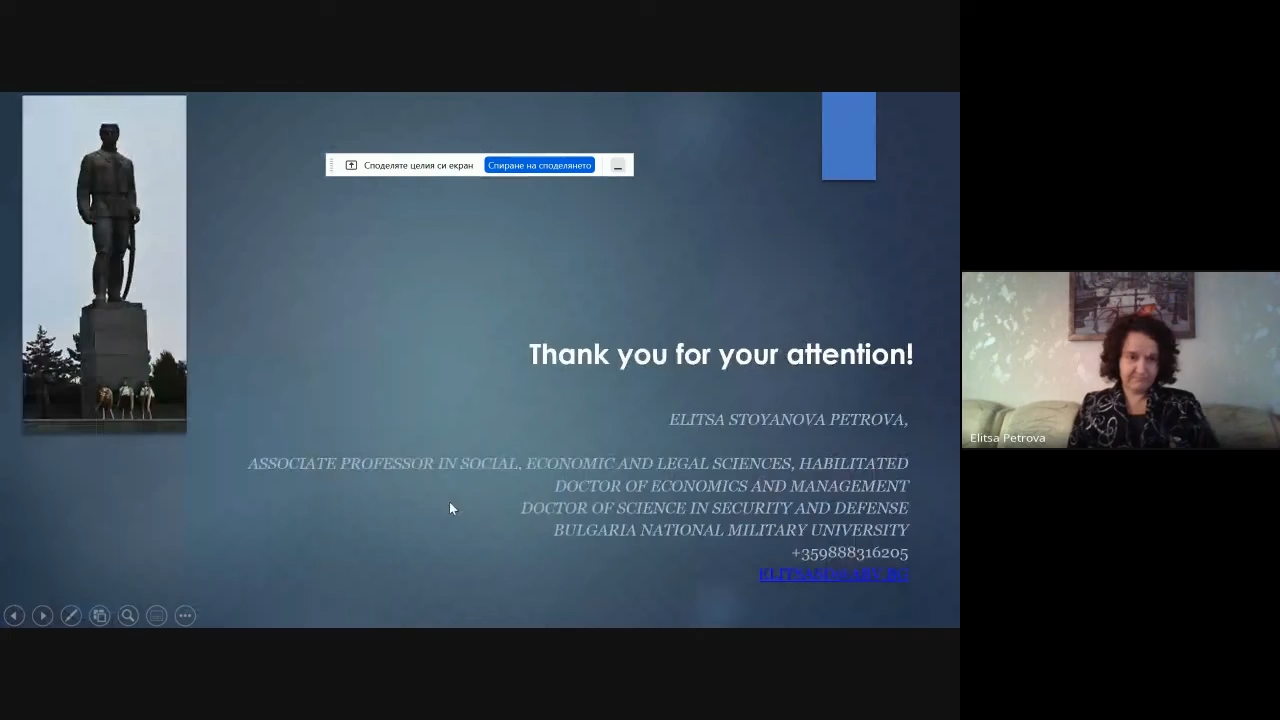 Споделяте целия си екран
Спиране на споделянето
Thank you for your attention!
ELITSA STOYANOVA PETROVA,
ASSOCIATE PROFESSOR IN SOCIAL, ECONOMIC AND LEGAL SCIENCES, HABILITATED
DOCTOR OF ECONOMICS AND MANAGEMENT
DOCTOR OF SCIENCE IN SECURITY AND DEFENSE
BULGARIA NATIONAL MILITARY UNIVERSITY
+359888316205
Elitsa Petrova